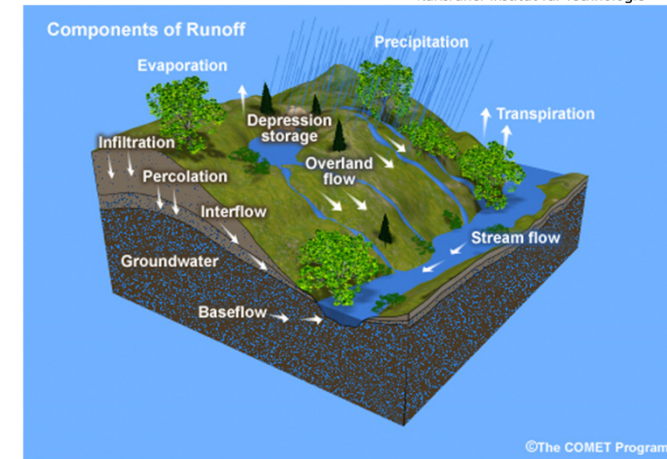 Components of Runoff
Precipitation
Evaporation
Transpiration
Depression
storage
Infiltration
Overland
flow
Percolation
Interflow
Stream flow
Groundwater
Baseflow
©The COMET Program